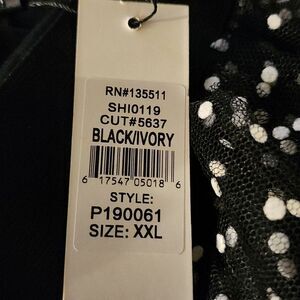 RN#135511
SHI0119
CUT#5637
BLACK/IVORY
6 17547 05018 6
STYLE:
P190061
SIZE: XXL